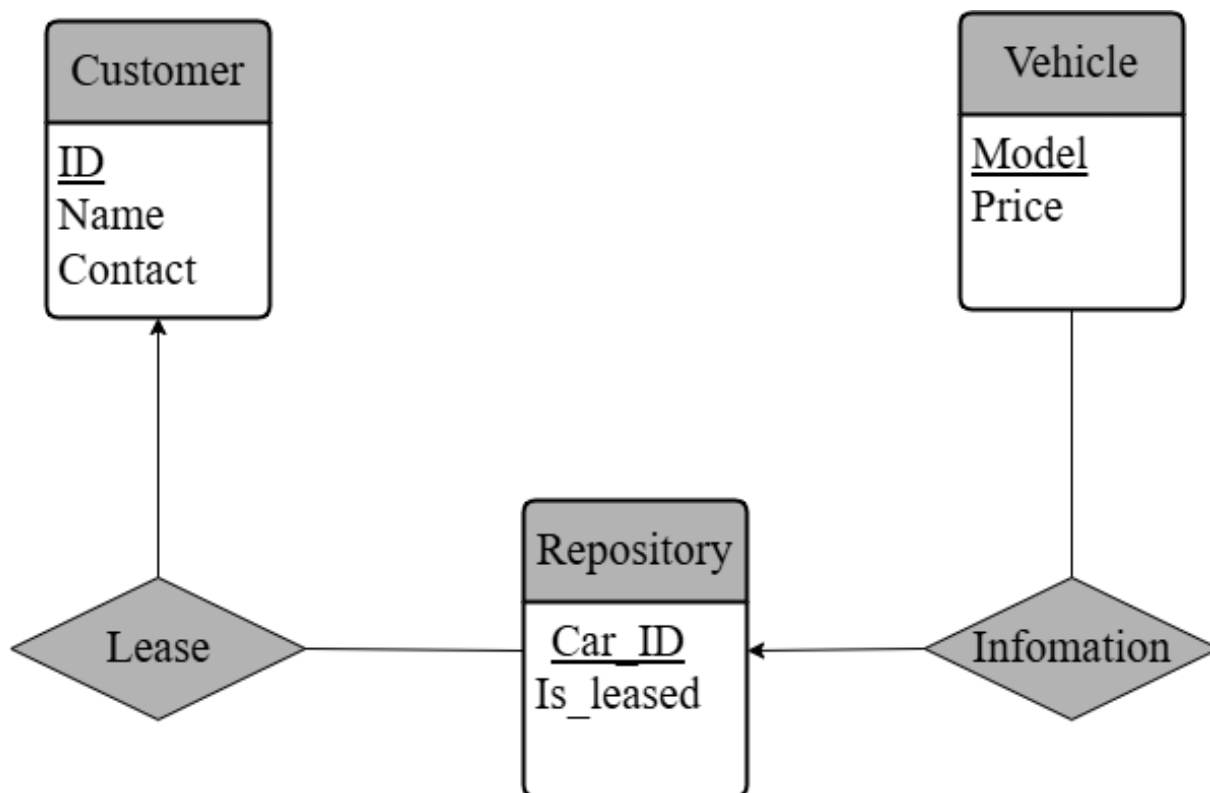 Customer
ID
Name
Contact
Vehicle
Model
Price
Lease
Repository
Car_ID
Is_leased
Infomation